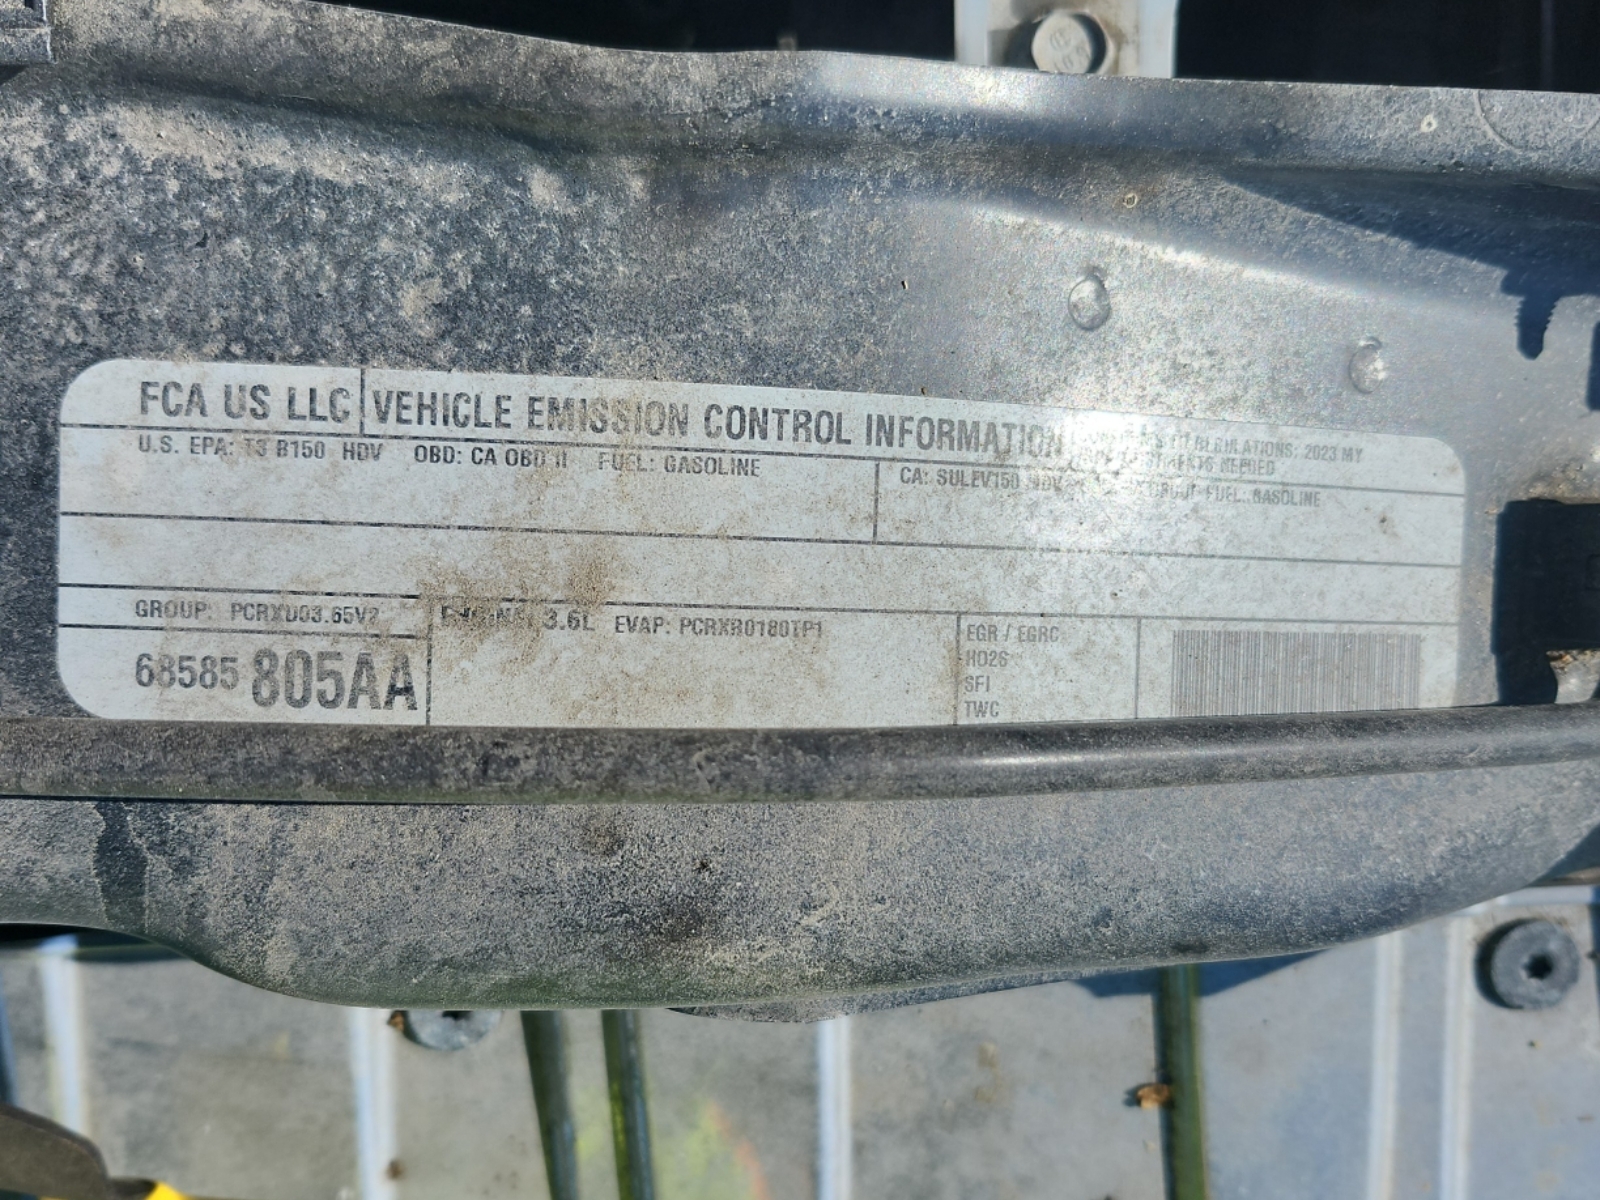 FCA US LLC VEHICLE EMISSION CONTROL INFORMATION
REGULATIONS: 2023 MY
NEEDED
U.S. EPA: T3 B150 HDV OBD: CA OBD II FUEL: GASOLINE
CA: SULEV150 HDV FUEL: GASOLINE
GROUP: PCRXD03.65V2
3.6L EVAP: PCRXR0180TP1
68585 805AA
EGR / EGRC
HO2S
SFI
TWC